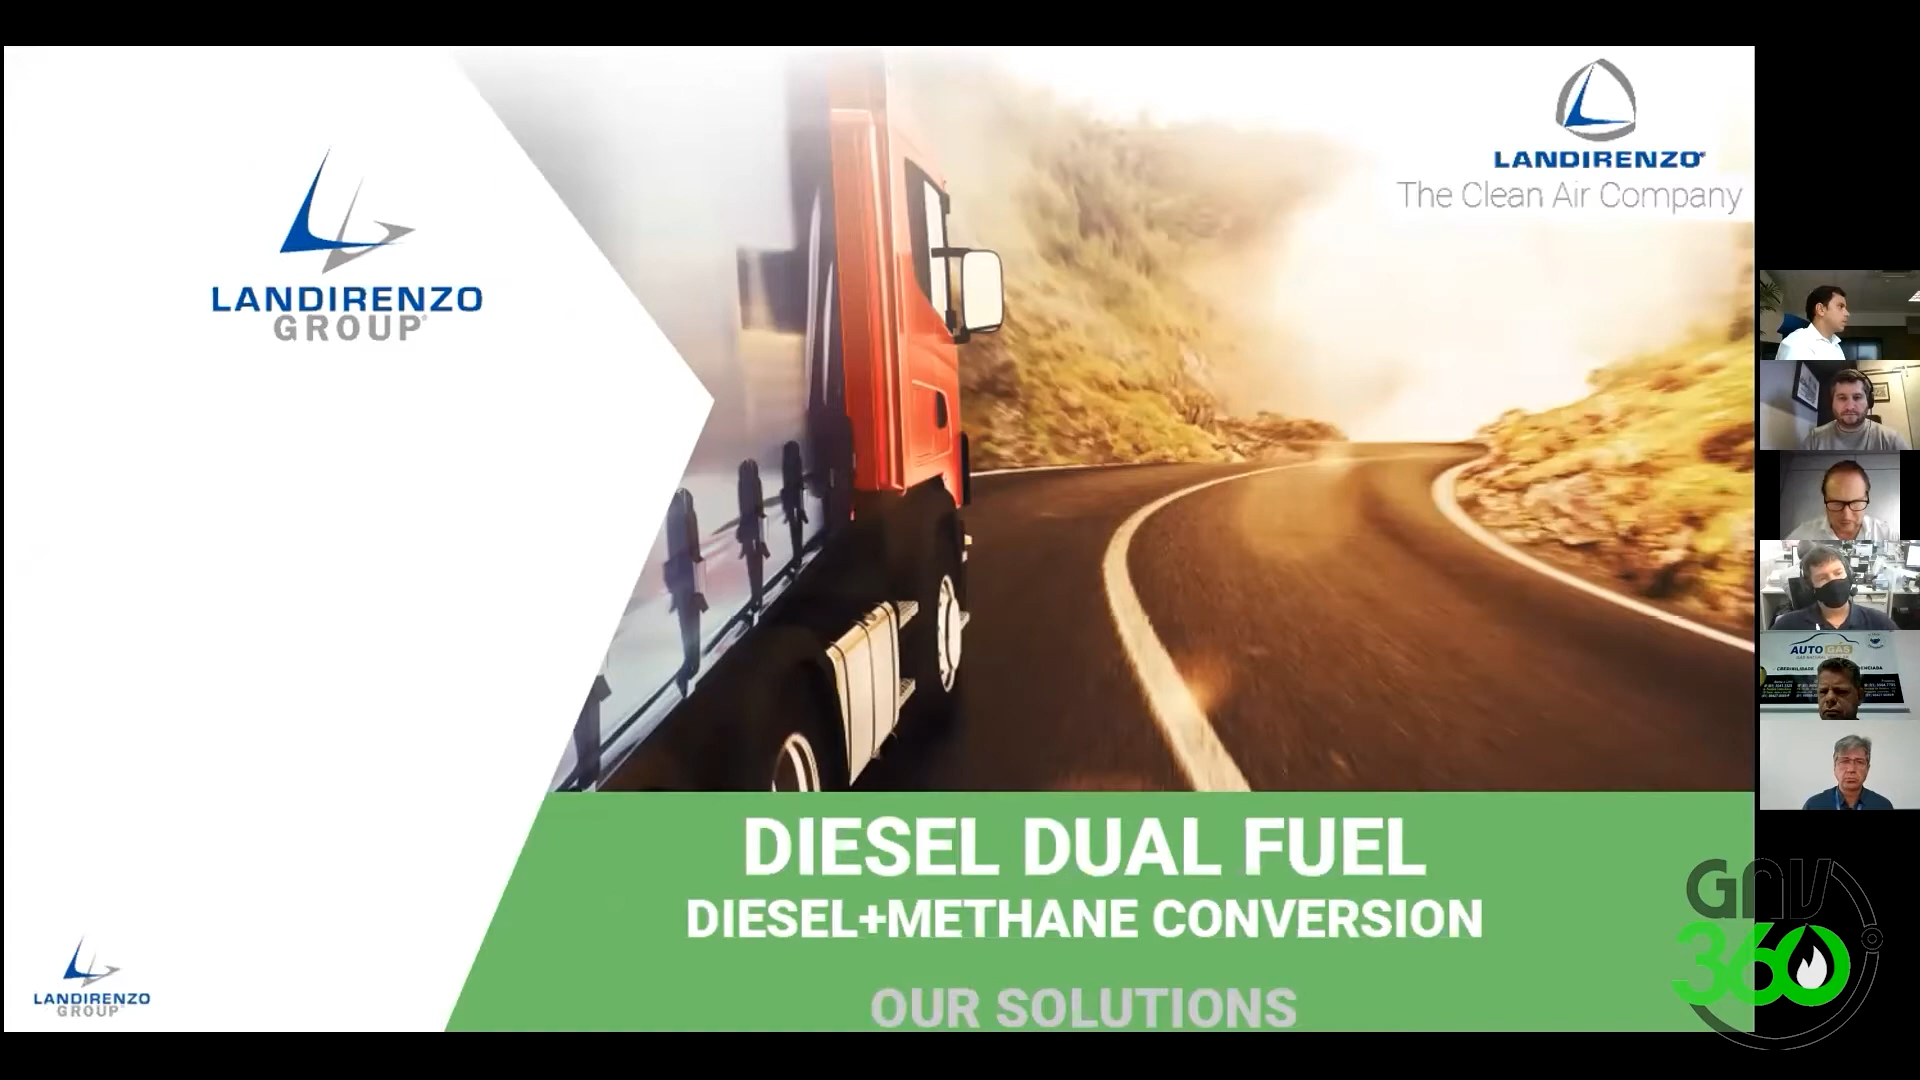 LANDIRENZO
GROUP
LANDIRENZO
The Clean Air Company
DIESEL DUAL FUEL
DIESEL+METHANE CONVERSION
OUR SOLUTIONS
LANDIRENZO
GROUP
AUTO GÁS
CREDIBILIDADE
GNV
360